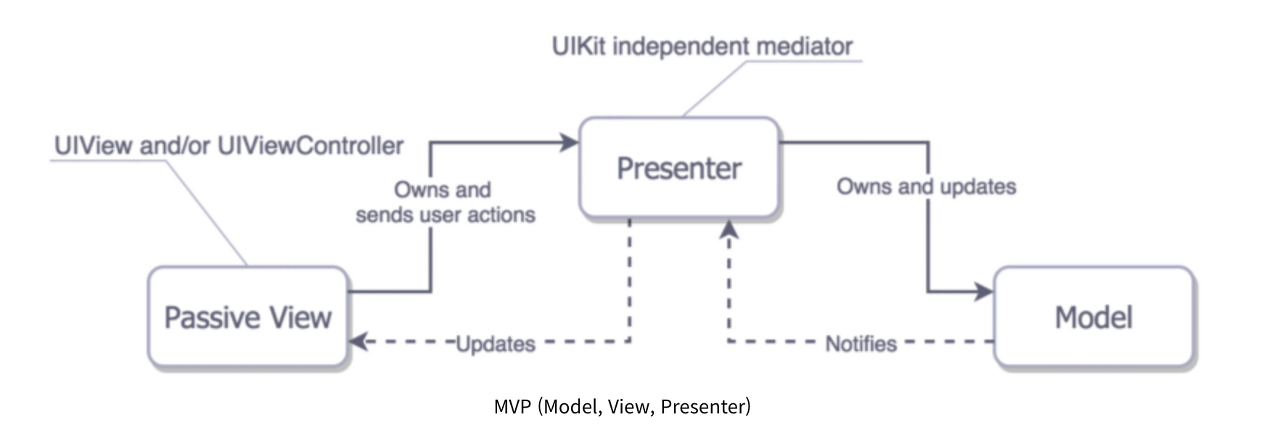 UIKit independent mediator
UIView and/or UIViewController
Presenter
Owns and
sends user actions
Owns and updates
Passive View
Model
Updates
Notifies
MVP (Model, View, Presenter)